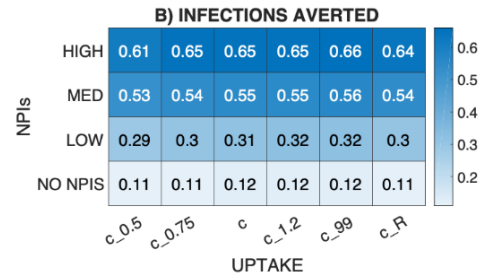 B) INFECTIONS AVERTED
HIGH 0.61 0.65 0.65 0.65 0.66 0.64
MED 0.53 0.54 0.55 0.55 0.56 0.54
LOW 0.29 0.3 0.31 0.32 0.32 0.3
NO NPIS 0.11 0.11 0.12 0.12 0.12 0.11
NPIs
c_0.5 c_0.75 c c_1.2 c_99 c_R
UPTAKE
0.6
0.5
0.4
0.3
0.2